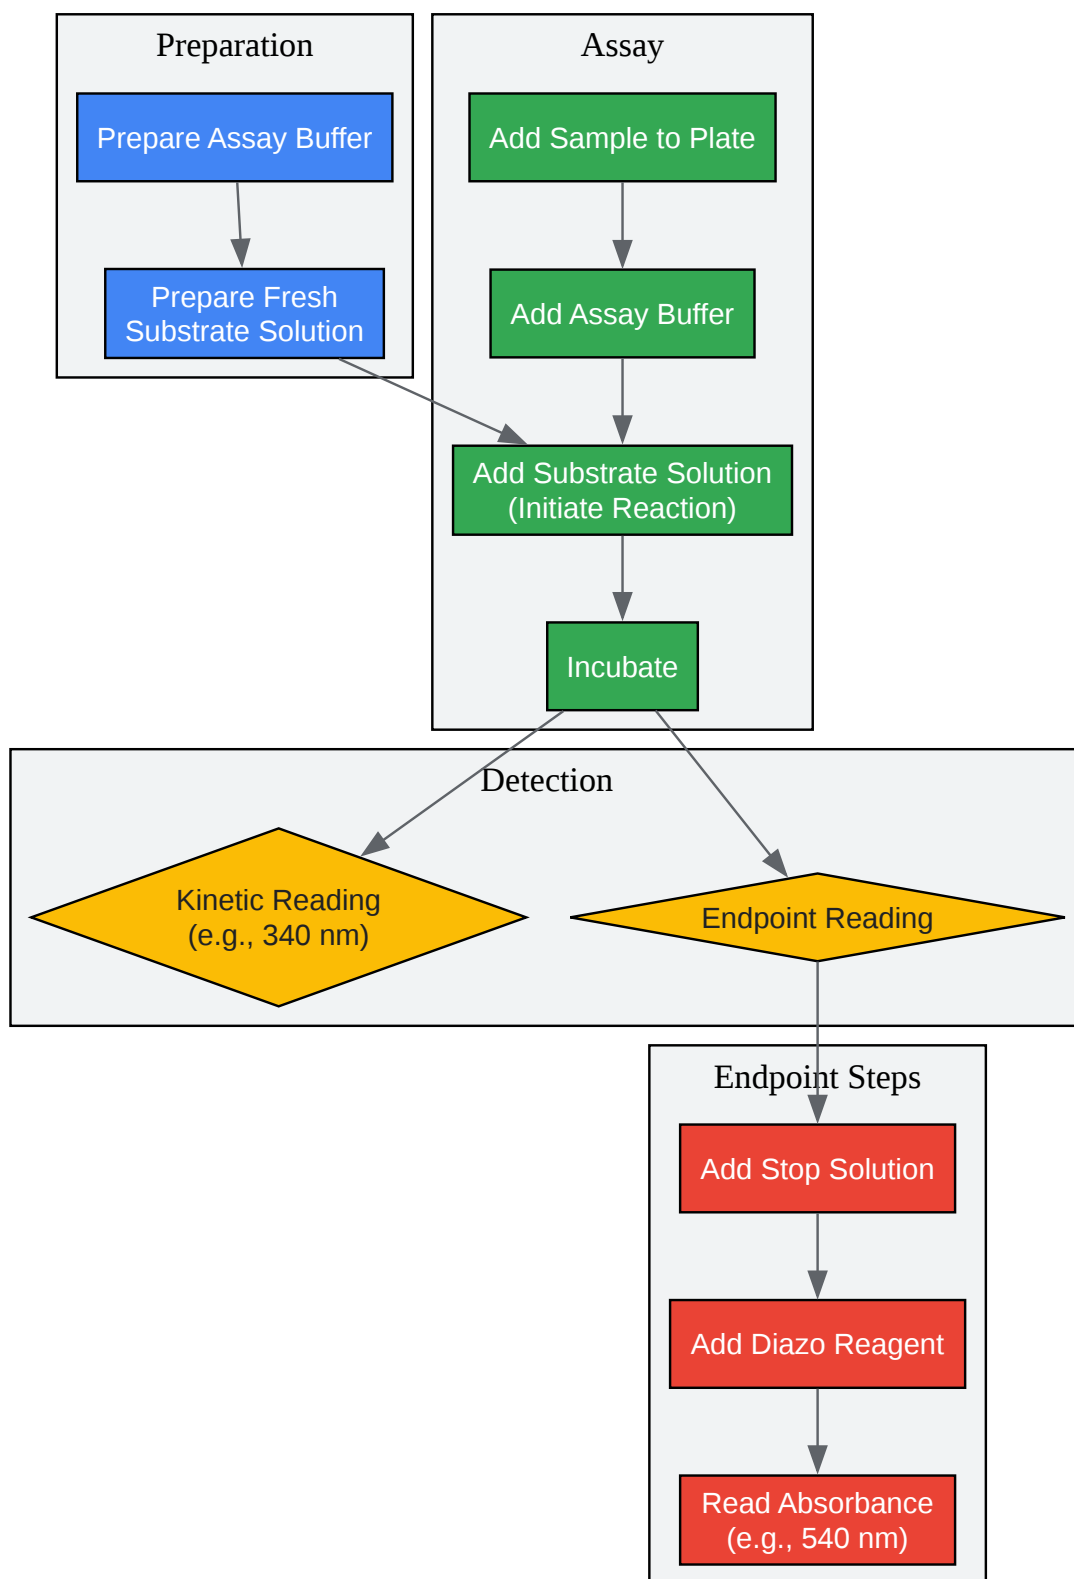 Preparation
Prepare Assay Buffer
Prepare Fresh
Substrate Solution
Assay
Add Sample to Plate
Add Assay Buffer
Add Substrate Solution
(Initiate Reaction)
Incubate
Detection
Kinetic Reading
(e.g., 340 nm)
Endpoint Reading
Endpoint Steps
Add Stop Solution
Add Diazo Reagent
Read Absorbance
(e.g., 540 nm)